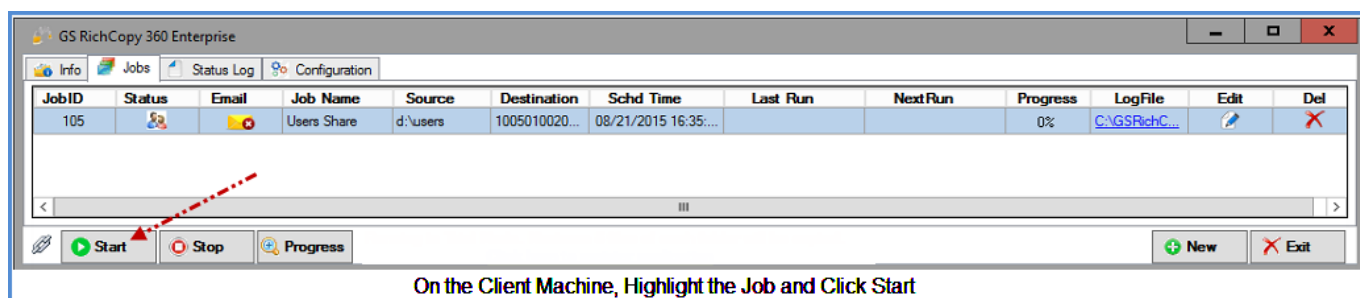 GS RichCopy 360 Enterprise
Info Jobs Status Log Configuration
JobID Status Email Job Name Source Destination Schd Time Last Run NextRun Progress LogFile Edit Del
105 Users Share d:\users 1005010020... 08/21/2015 16:35:... 0% C:\GSRichC...
Start Stop Progress New Exit
On the Client Machine, Highlight the Job and Click Start